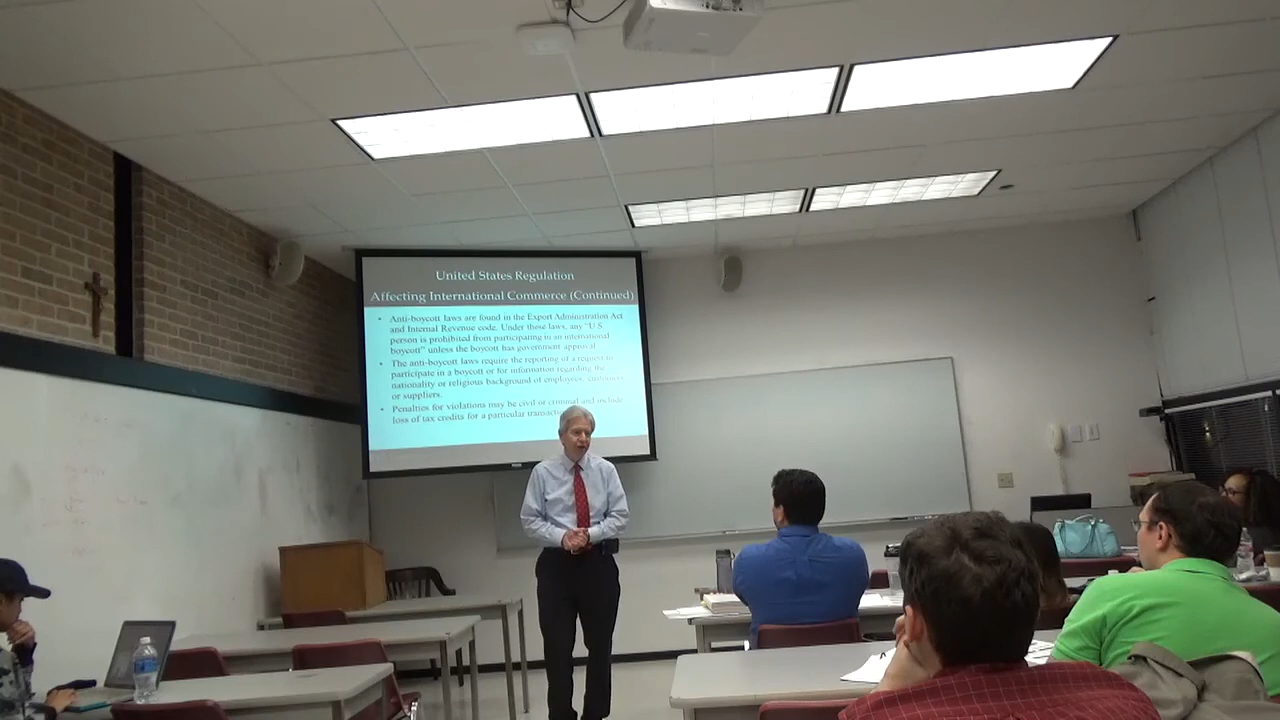 United States Regulation
Affecting International Commerce (Continued)
• Anti-boycott laws are found in the Export Administration Act
and Internal Revenue code. Under these laws, any "U.S.
person is prohibited from participating in an international
boycott" unless the boycott has government approval
• The anti-boycott laws require the reporting of a request to
participate in a boycott or for information regarding the
nationality or religious background of employees, customers
or suppliers.
• Penalties for violations may be civil or criminal and include
loss of tax credits for a particular